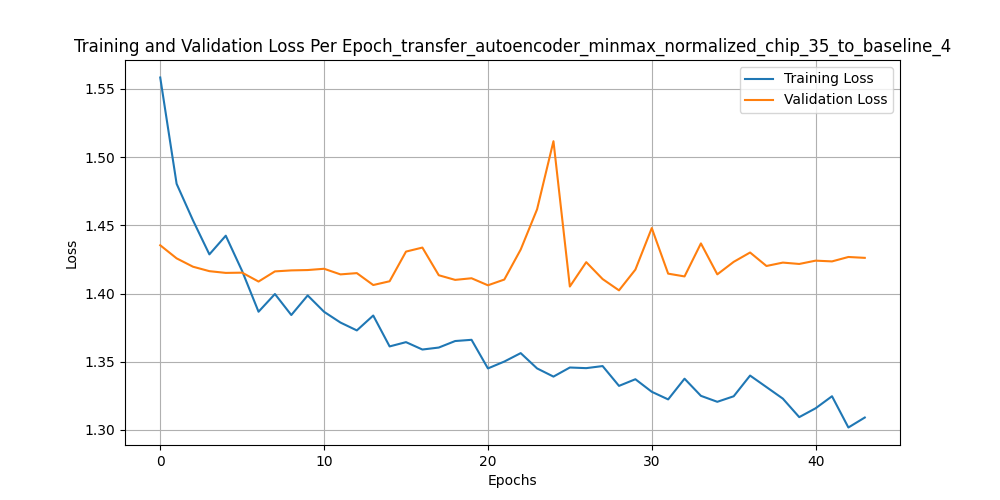 Training and Validation Loss Per Epoch_transfer_autoencoder_minmax_normalized_chip_35_to_baseline_4
Training Loss
Validation Loss
1.55
1.50
1.45
1.40
1.35
1.30
Loss
0 10 20 30 40
Epochs